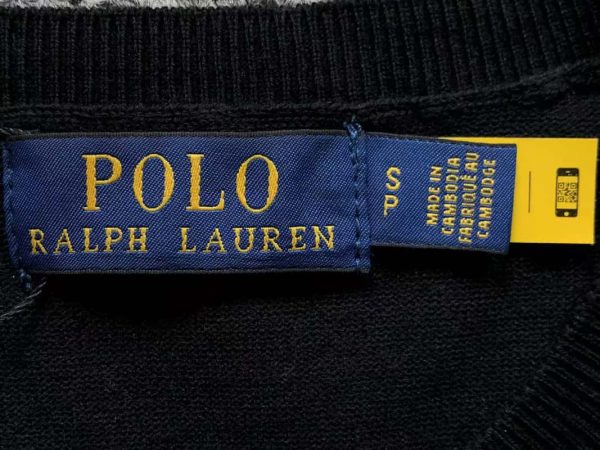 POLO
RALPH LAUREN
S
P
MADE IN
CAMBODIA
FABRIQUÉ AU
CAMBODGE